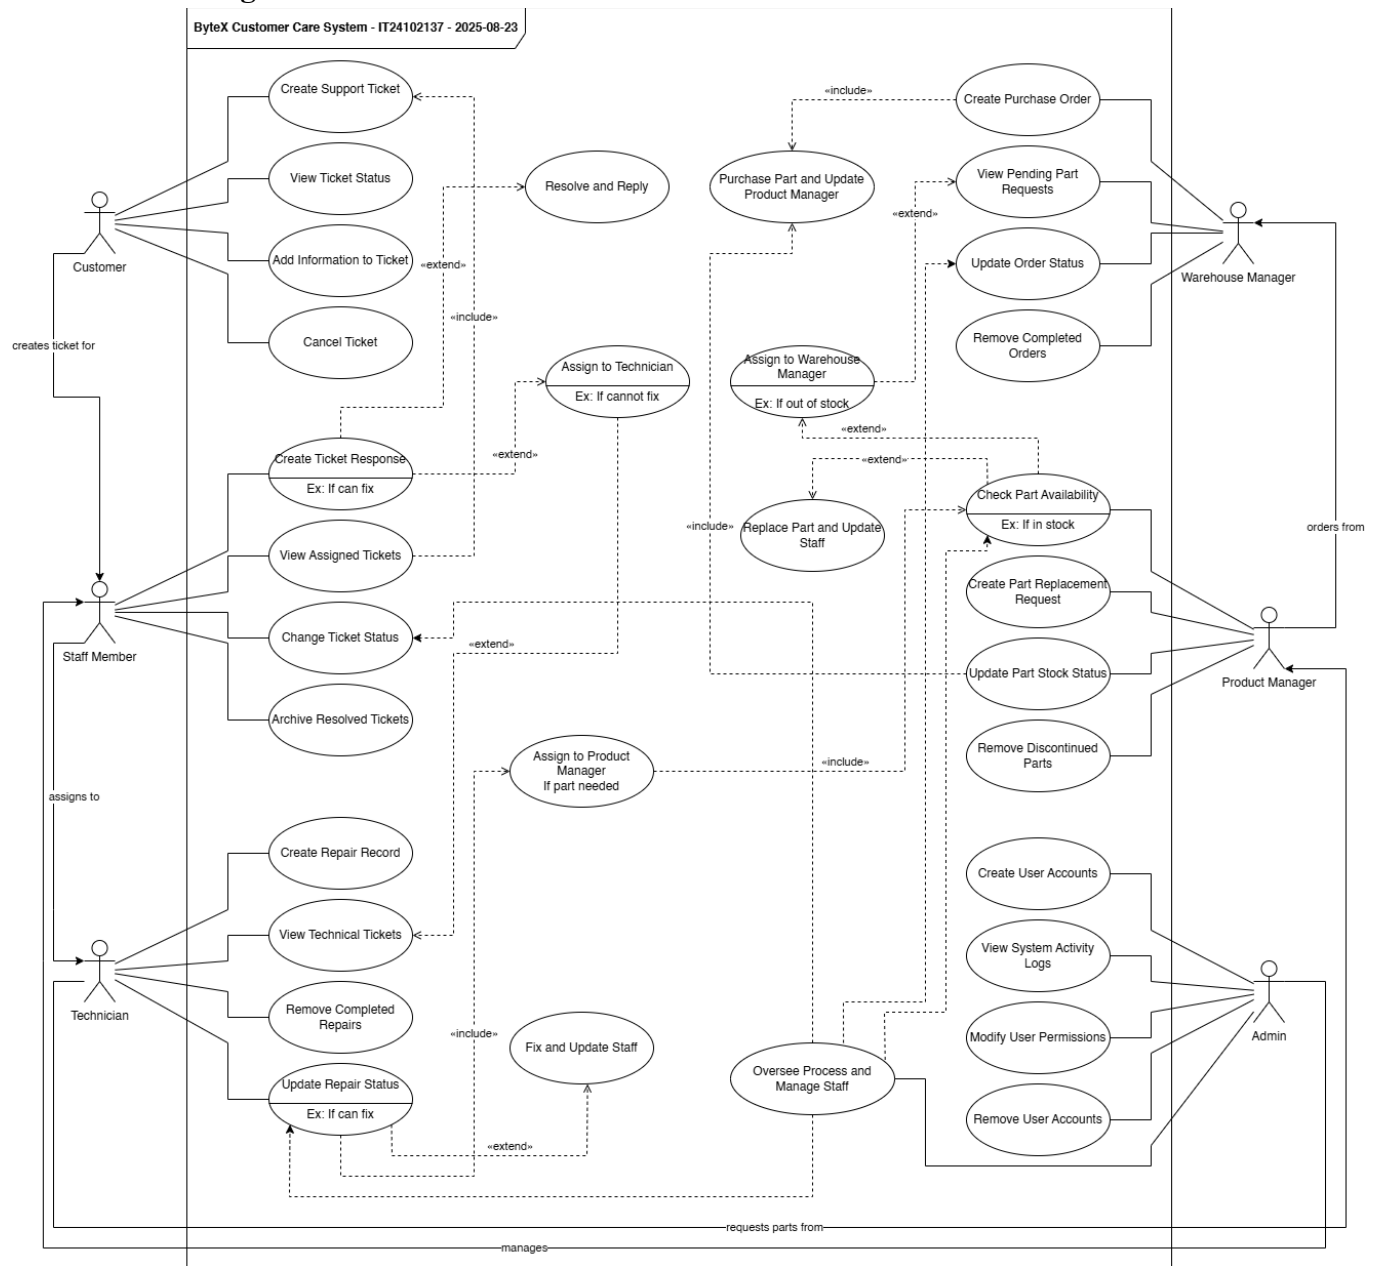 ByteX Customer Care System - IT24102137 - 2025-08-23
Create Support Ticket
«include»
Create Purchase Order
View Ticket Status
Resolve and Reply
Purchase Part and Update
Product Manager
View Pending Part
Requests
«extend»
Customer
Add Information to Ticket
«extend»
Update Order Status
Warehouse Manager
«include»
creates ticket for
Cancel Ticket
Remove Completed
Orders
Assign to Technician
Ex: If cannot fix
Assign to Warehouse
Manager
Ex: If out of stock
«extend»
Create Ticket Response
Ex: If can fix
«extend»
«extend»
Check Part Availability
Ex: If in stock
«include»
Replace Part and Update
Staff
orders from
View Assigned Tickets
Create Part Replacement
Request
Change Ticket Status
«extend»
Staff Member
Update Part Stock Status
Product Manager
Archive Resolved Tickets
Assign to Product
Manager
If part needed
«include»
Remove Discontinued
Parts
assigns to
Create Repair Record
Create User Accounts
View Technical Tickets
View System Activity
Logs
Technician
Remove Completed
Repairs
«include»
Fix and Update Staff
Modify User Permissions
Admin
Update Repair Status
Ex: If can fix
Oversee Process and
Manage Staff
Remove User Accounts
«extend»
requests parts from
manages